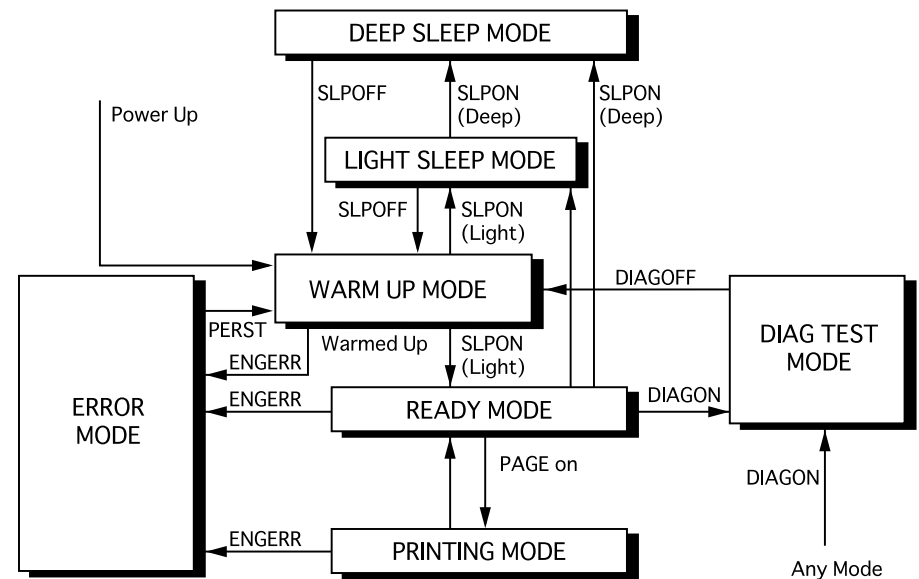 DEEP SLEEP MODE
SLPOFF
SLPON
(Deep)
SLPON
(Deep)
Power Up
LIGHT SLEEP MODE
SLPOFF
SLPON
(Light)
WARM UP MODE
DIAGOFF
DIAG TEST
MODE
PERST
Warmed Up
SLPON
(Light)
ENGERR
ERROR
MODE
ENGERR
READY MODE
DIAGON
PAGE on
DIAGON
ENGERR
PRINTING MODE
Any Mode